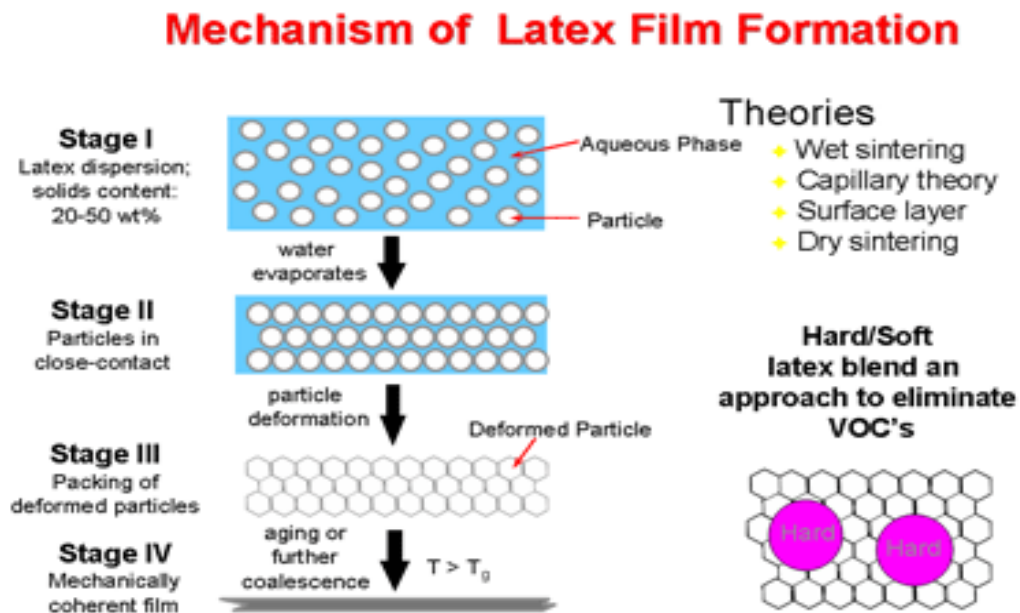 Mechanism of Latex Film Formation
Stage I
Latex dispersion;
solids content:
20-50 wt%
Aqueous Phase
Particle
water
evaporates
Stage II
Particles in
close-contact
particle
deformation
Deformed Particle
Stage III
Packing of
deformed particles
aging or
further
coalescence
T > Tg
Stage IV
Mechanically
coherent film
Theories
Wet sintering
Capillary theory
Surface layer
Dry sintering
Hard/Soft
latex blend an
approach to eliminate
VOC's
Hard
Hard